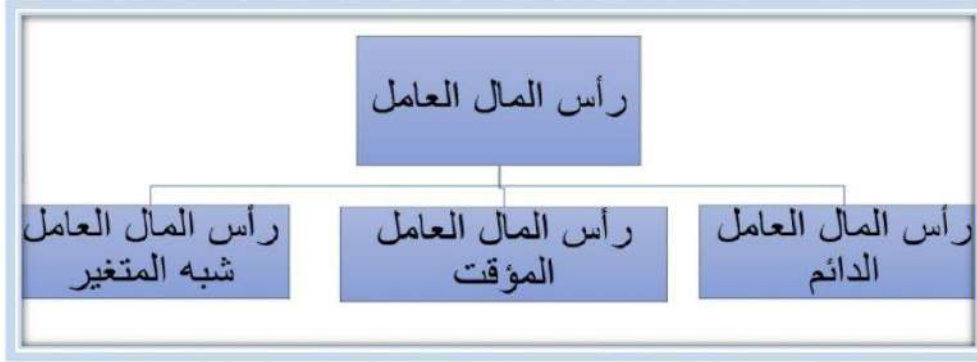 رأس المال العامل
رأس المال العامل
الدائم
رأس المال العامل
المؤقت
رأس المال العامل
شبه المتغير